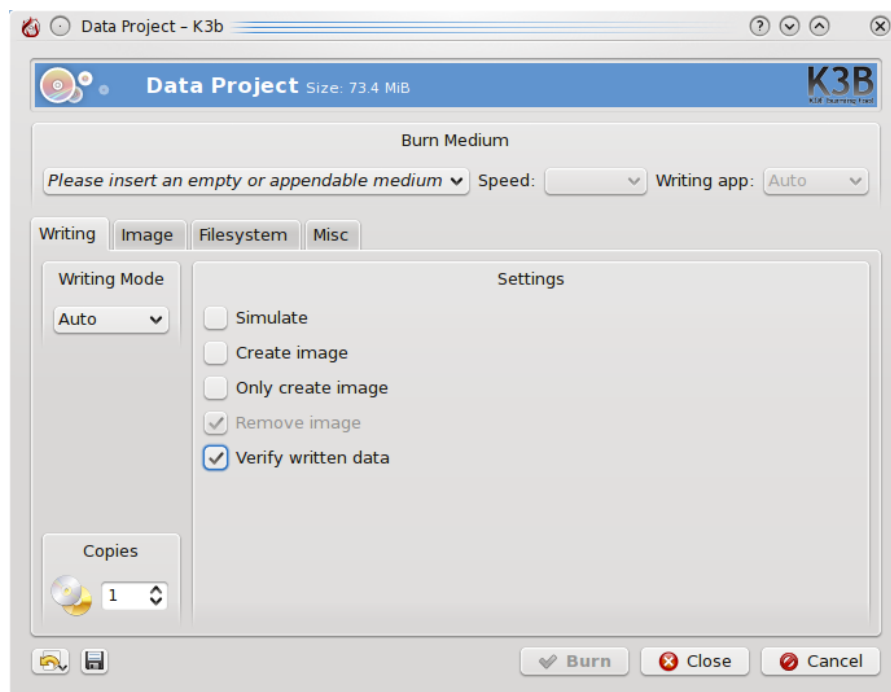 Data Project – K3b
Data Project Size: 73.4 MiB
K3B
Burn Medium
Please insert an empty or appendable medium Speed: Writing app: Auto
Writing Image Filesystem Misc
Writing Mode
Auto
Settings
Simulate
Create image
Only create image
Remove image
Verify written data
Copies
1
Burn Close Cancel